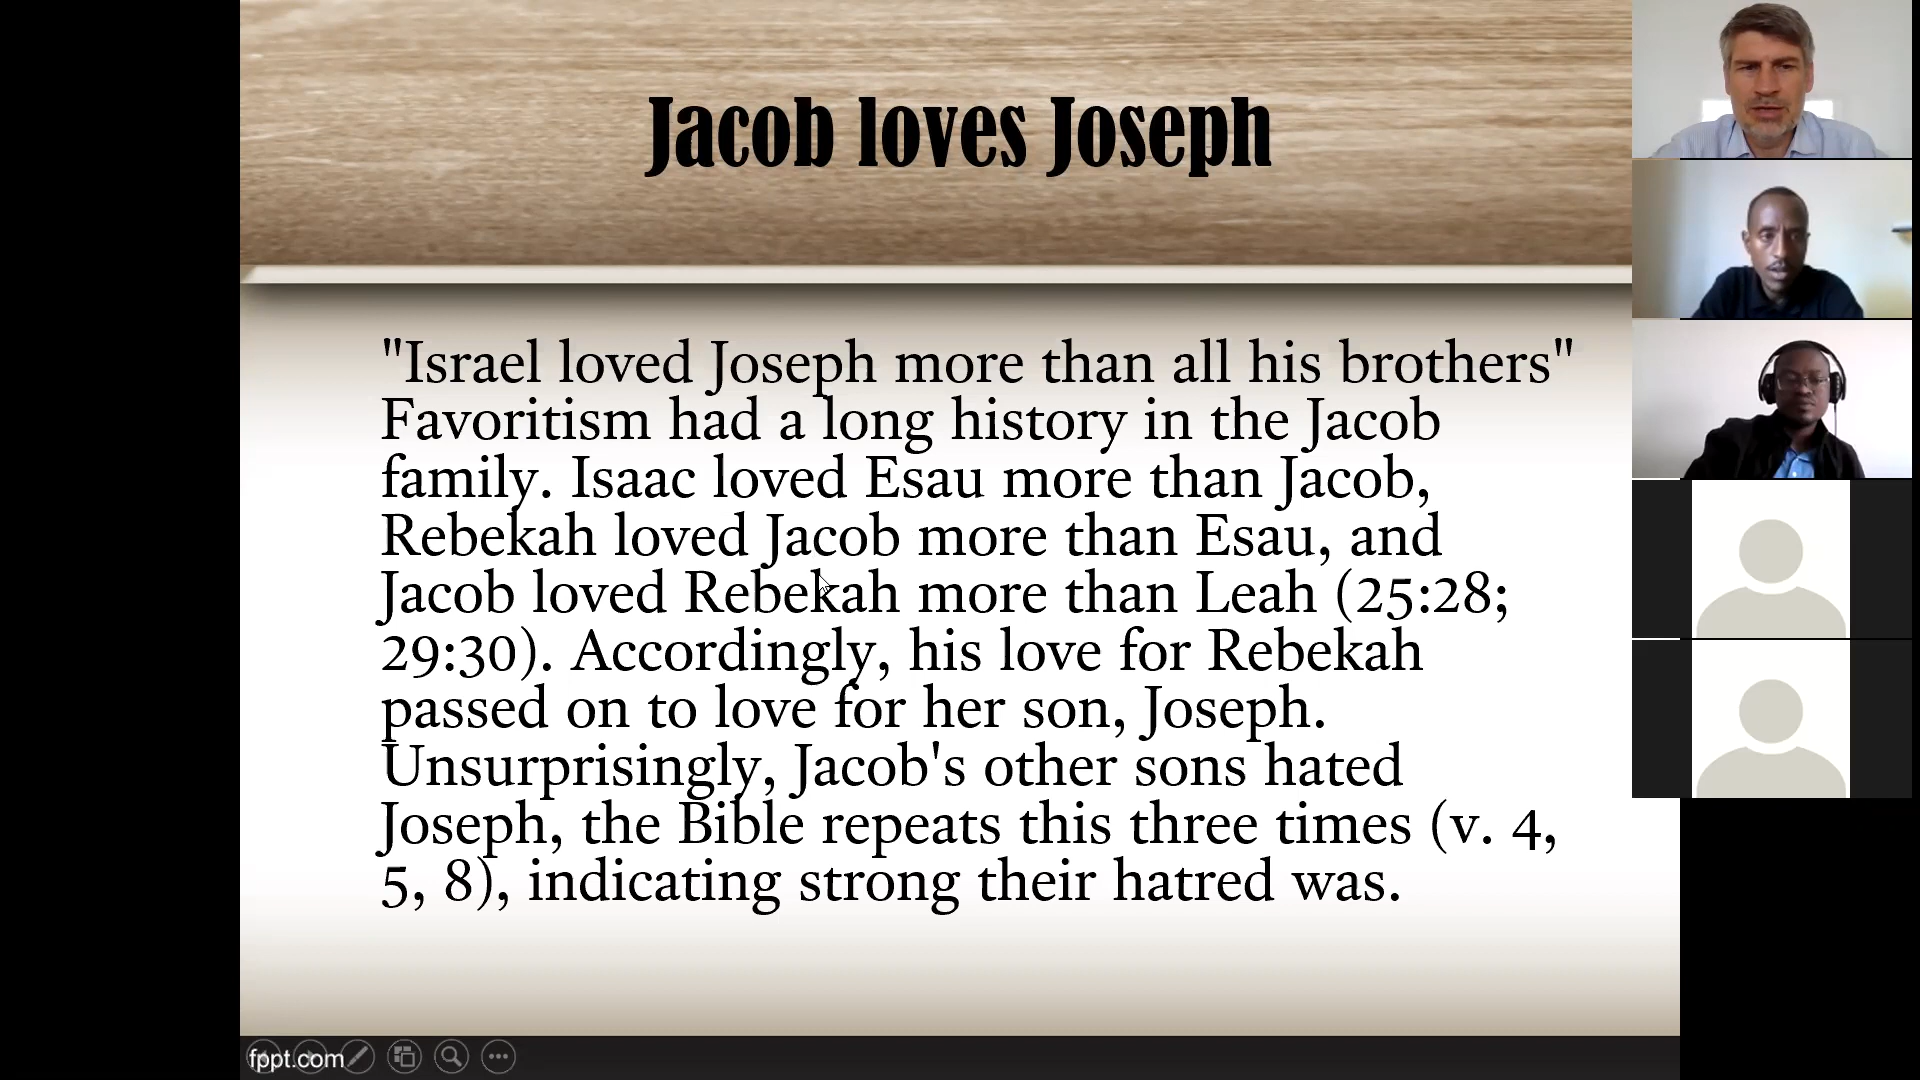 Jacob loves Joseph
"Israel loved Joseph more than all his brothers"
Favoritism had a long history in the Jacob
family. Isaac loved Esau more than Jacob,
Rebekah loved Jacob more than Esau, and
Jacob loved Rebekah more than Leah (25:28;
29:30). Accordingly, his love for Rebekah
passed on to love for her son, Joseph.
Unsurprisingly, Jacob's other sons hated
Joseph, the Bible repeats this three times (v. 4,
5, 8), indicating strong their hatred was.
fppt.com